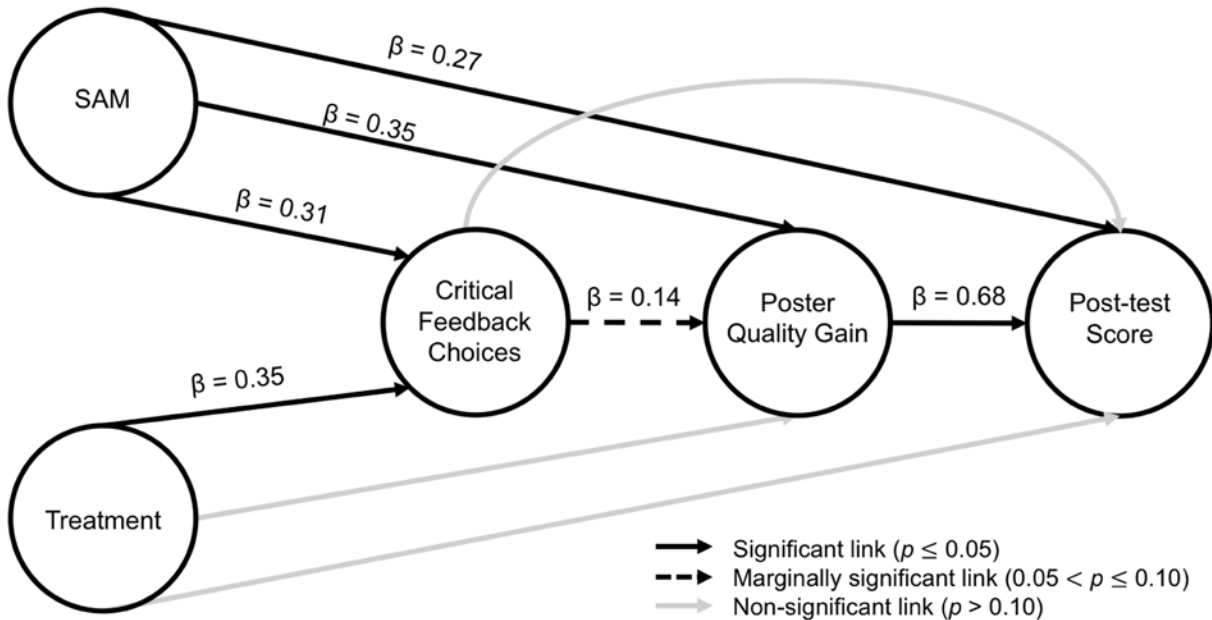 SAM
β = 0.27
β = 0.35
β = 0.31
Critical
Feedback
Choices
β = 0.14
Poster
Quality Gain
β = 0.68
Post-test
Score
β = 0.35
Treatment
Significant link (p ≤ 0.05)
Marginally significant link (0.05 < p ≤ 0.10)
Non-significant link (p > 0.10)